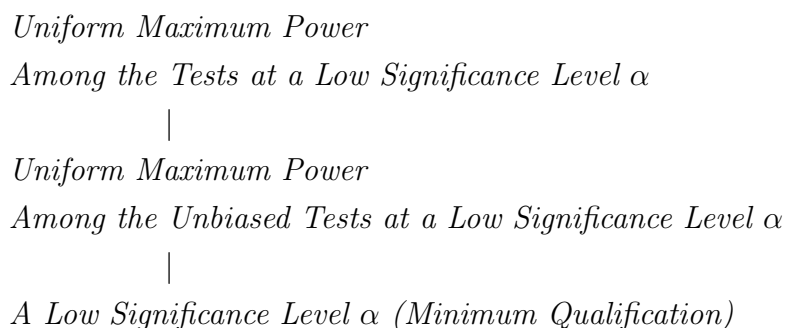 Uniform Maximum Power
Among the Tests at a Low Significance Level α
|
Uniform Maximum Power
Among the Unbiased Tests at a Low Significance Level α
|
A Low Significance Level α (Minimum Qualification)